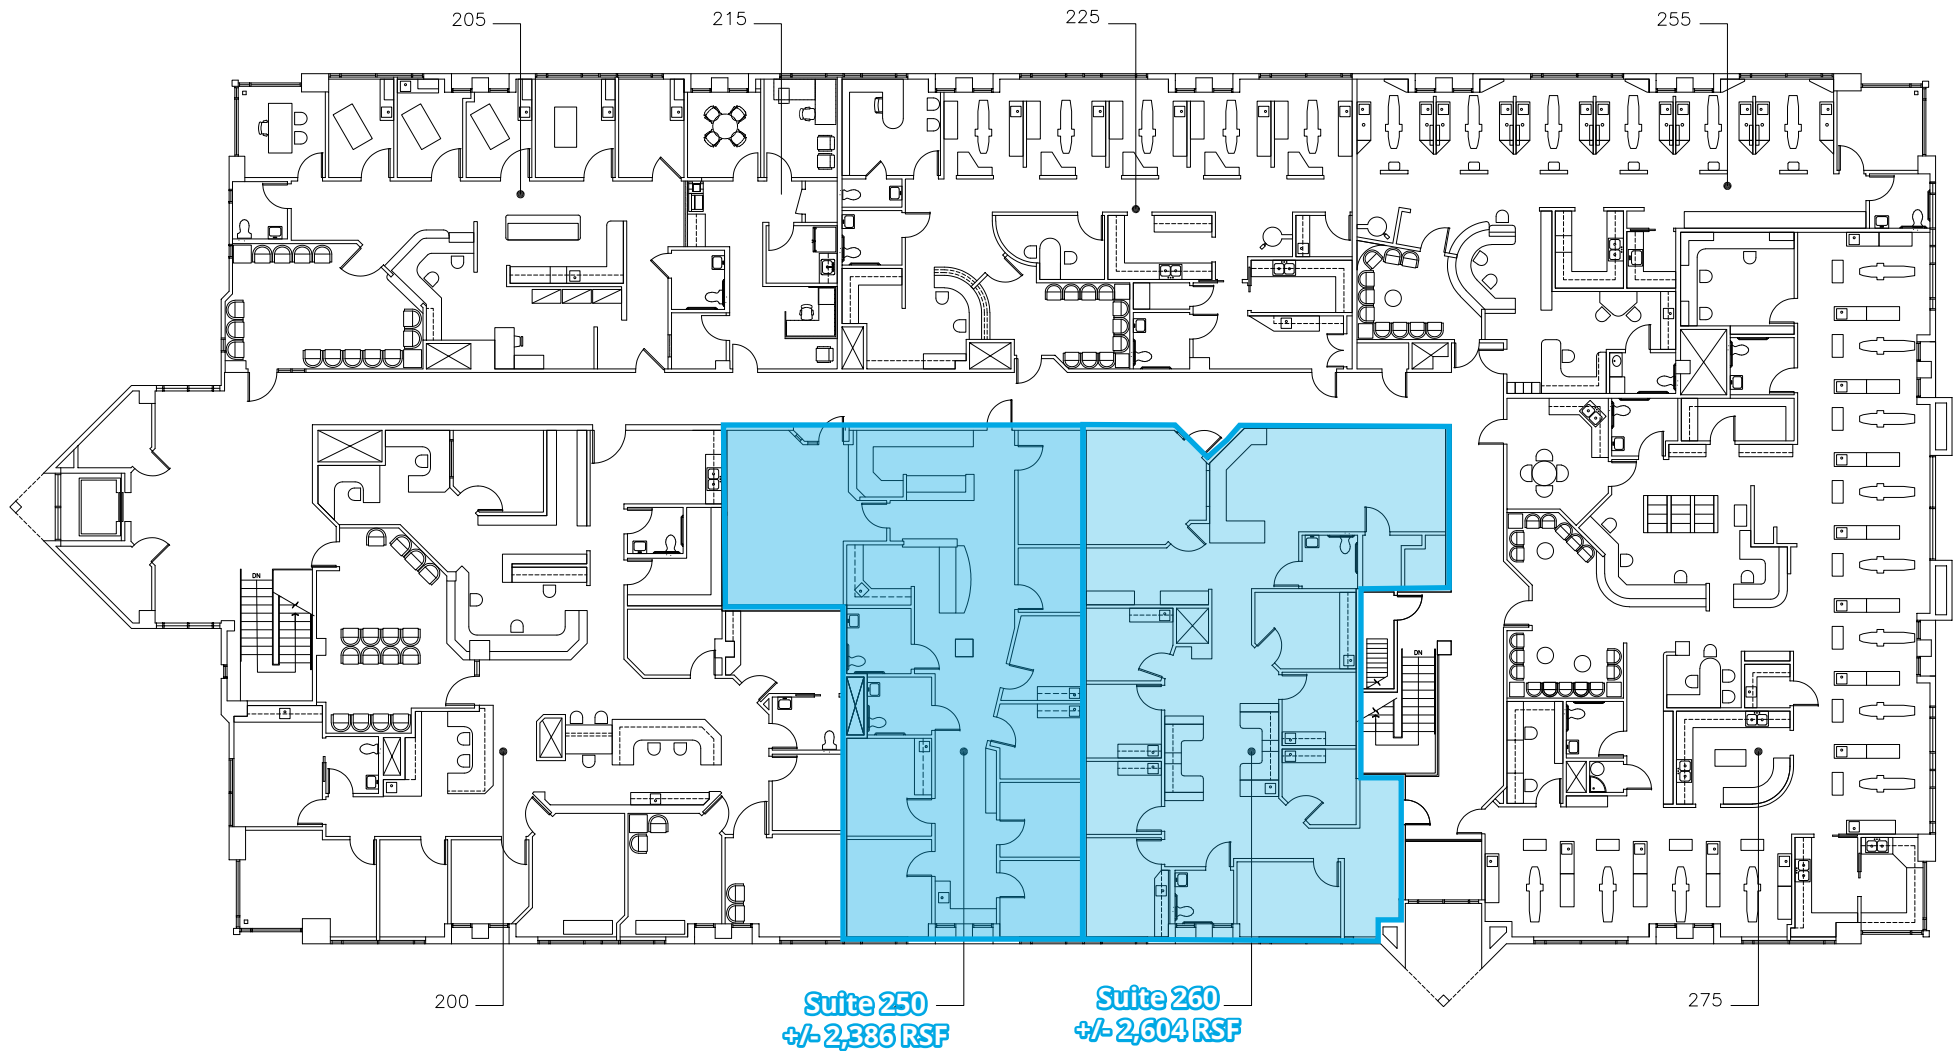 205
215
225
255
DN
DN
200
Suite 250
+/- 2,386 RSF
Suite 260
+/- 2,604 RSF
275